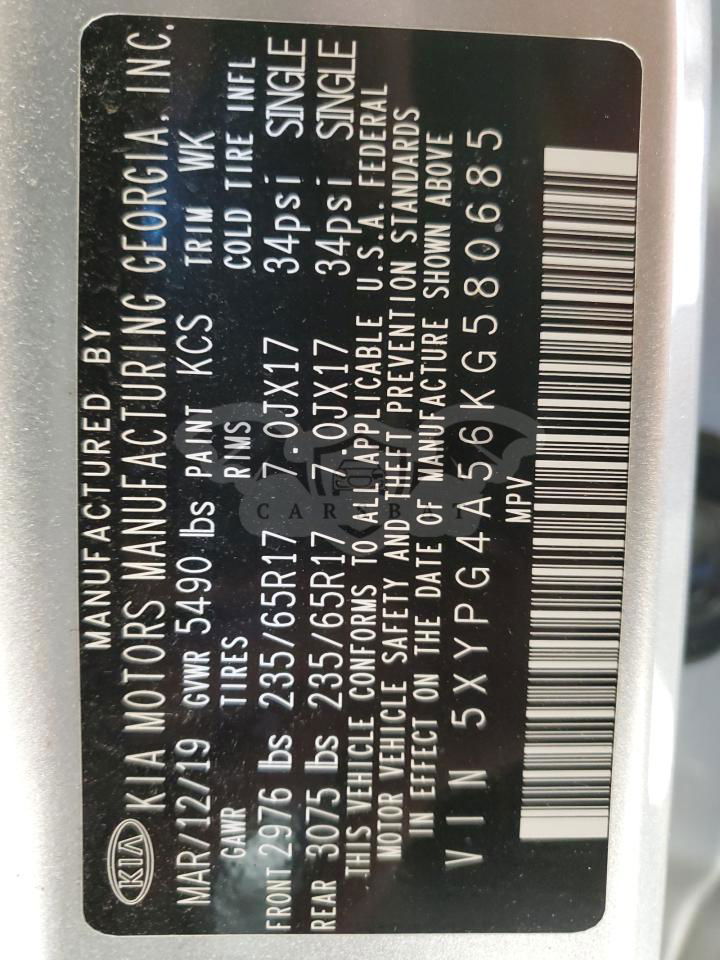 MANUFACTURED BY
KIA KIA MOTORS MANUFACTURING GEORGIA, INC.
MAR/12/19 GVWR 5490 lbs PAINT KCS TRIM WK
GAWR TIRES RIMS COLD TIRE INFL
FRONT 2976 lbs 235/65R17 7.0JX17 34psi SINGLE
REAR 3075 lbs 235/65R17 7.0JX17 34psi SINGLE
THIS VEHICLE CONFORMS TO ALL APPLICABLE U.S.A. FEDERAL
MOTOR VEHICLE SAFETY AND THEFT PREVENTION STANDARDS
IN EFFECT ON THE DATE OF MANUFACTURE SHOWN ABOVE
VIN 5XYPG4A56KG580685
MPV
CARSBAT